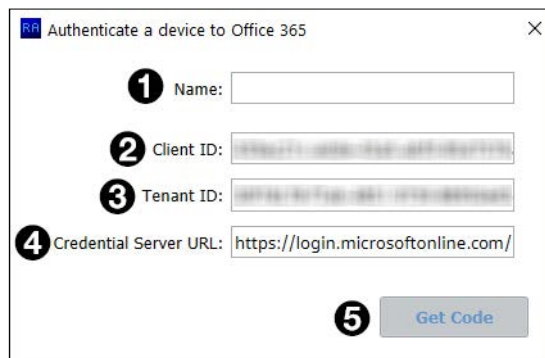 RA Authenticate a device to Office 365
1 Name:
2 Client ID:
3 Tenant ID:
4 Credential Server URL: https://login.microsoftonline.com/
5 Get Code